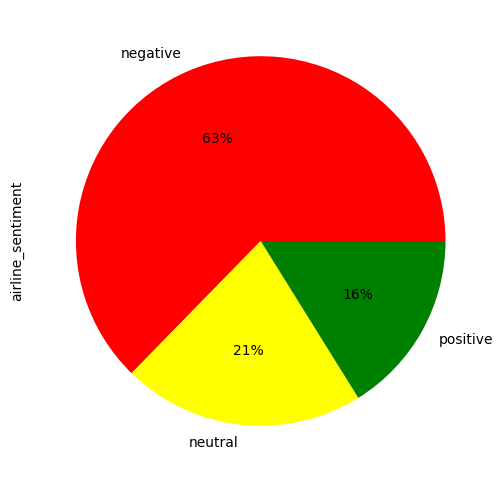 negative
63%
airline_sentiment
16%
positive
21%
neutral